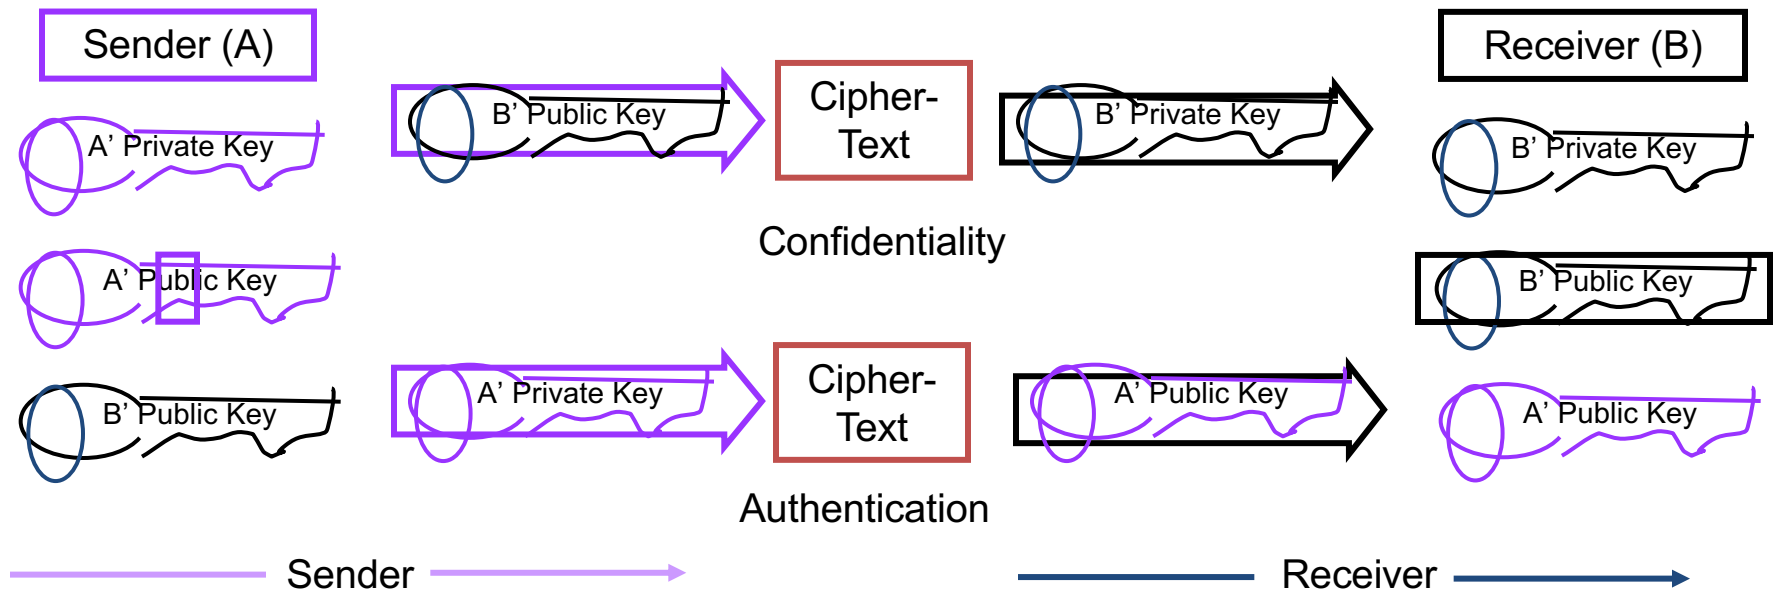 Sender (A)
Receiver (B)
A’ Private Key
B’ Public Key
Cipher-
Text
B’ Private Key
B’ Private Key
Confidentiality
A’ Public Key
B’ Public Key
B’ Public Key
A’ Private Key
Cipher-
Text
A’ Public Key
A’ Public Key
Authentication
Sender
Receiver